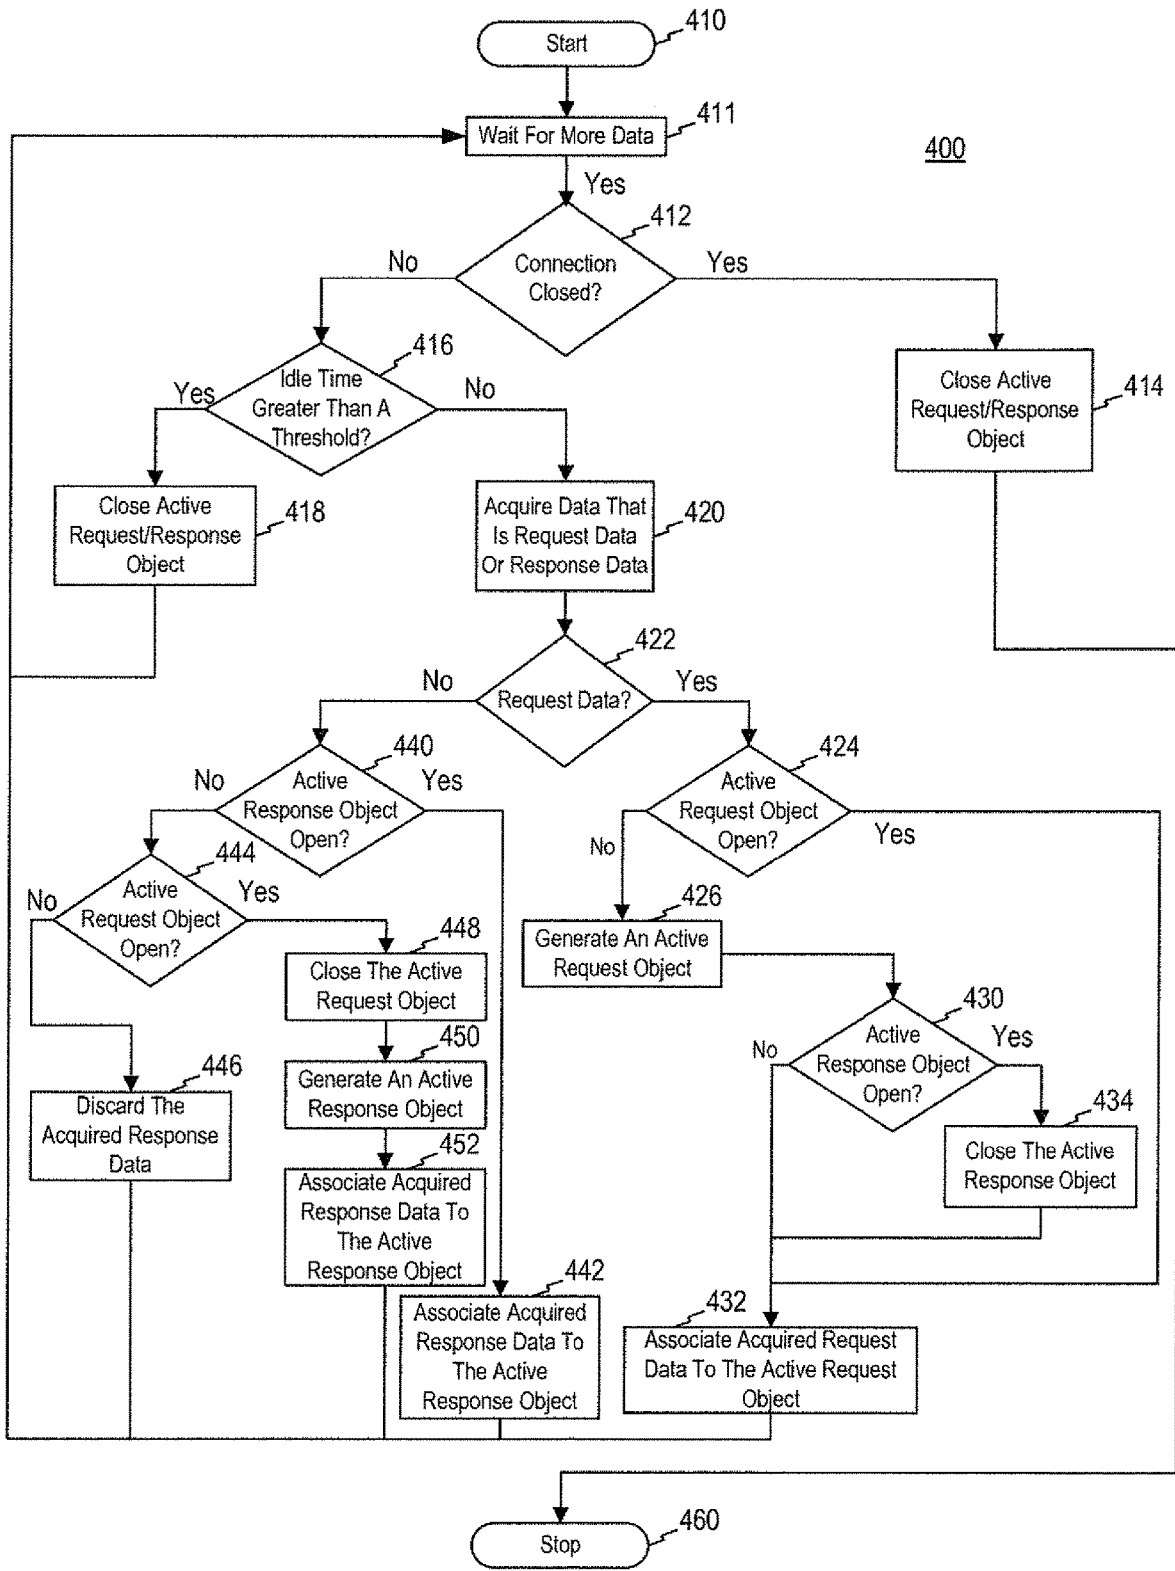 410
Start
411
Wait For More Data
400
Yes
412
Connection
Closed?
No
Yes
416
Idle Time
Greater Than A
Threshold?
Yes
No
Close Active
Request/Response
Object
414
Close Active
Request/Response
Object
418
Acquire Data That
Is Request Data
Or Response Data
420
422
Request Data?
No
Yes
440
Active
Response Object
Open?
No
Yes
424
Active
Request Object
Open?
No
Yes
444
Active
Request Object
Open?
No
Yes
426
Generate An Active
Request Object
448
Close The Active
Request Object
430
Active
Response Object
Open?
No
Yes
450
Generate An Active
Response Object
446
Discard The
Acquired Response
Data
434
Close The Active
Response Object
452
Associate Acquired
Response Data To
The Active
Response Object
442
Associate Acquired
Response Data To
The Active
Response Object
432
Associate Acquired Request
Data To The Active Request
Object
Stop
460